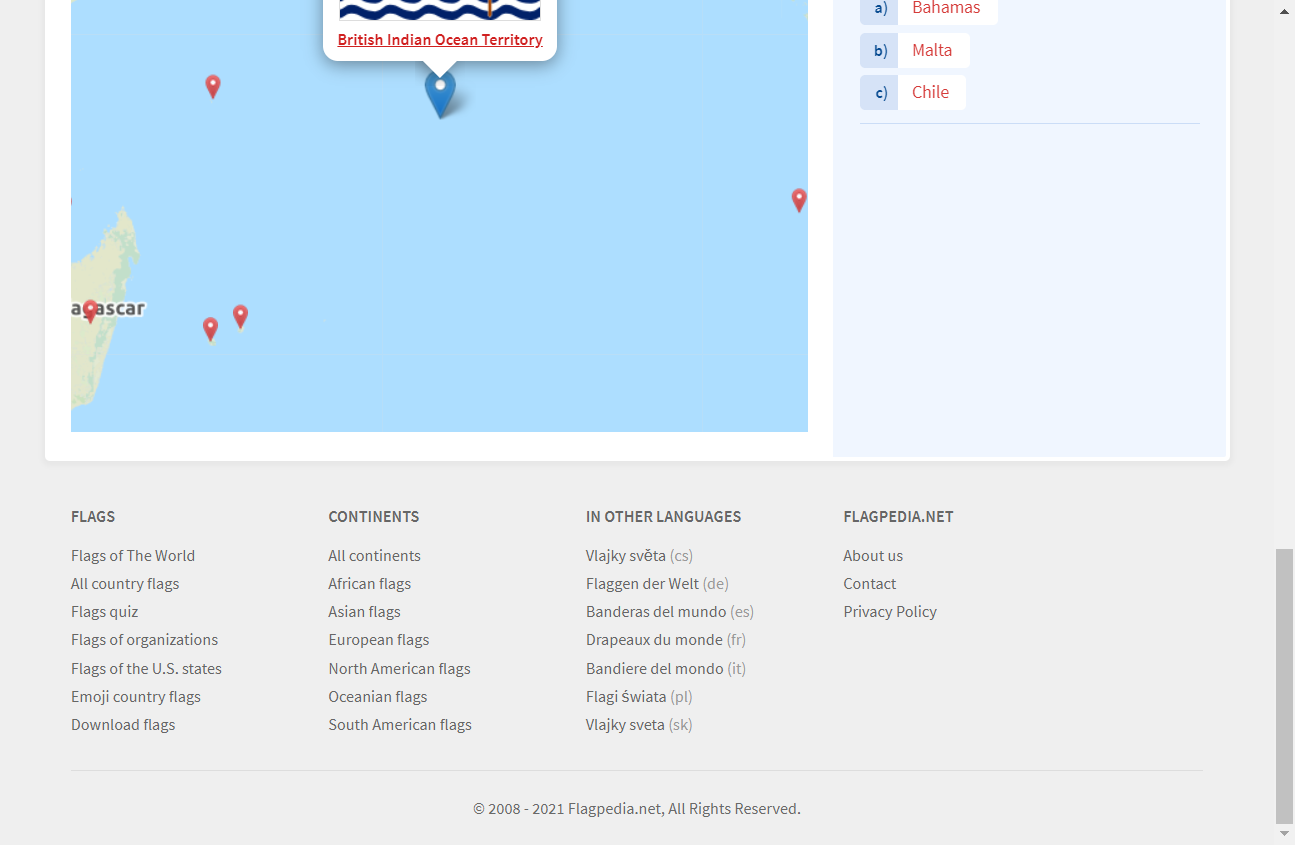 British Indian Ocean Territory
agascar
a) Bahamas
b) Malta
c) Chile
FLAGS
Flags of The World
All country flags
Flags quiz
Flags of organizations
Flags of the U.S. states
Emoji country flags
Download flags
CONTINENTS
All continents
African flags
Asian flags
European flags
North American flags
Oceanian flags
South American flags
IN OTHER LANGUAGES
Vlajky světa (cs)
Flaggen der Welt (de)
Banderas del mundo (es)
Drapeaux du monde (fr)
Bandiere del mondo (it)
Flagi świata (pl)
Vlajky sveta (sk)
FLAGPEDIA.NET
About us
Contact
Privacy Policy
© 2008 - 2021 Flagpedia.net, All Rights Reserved.